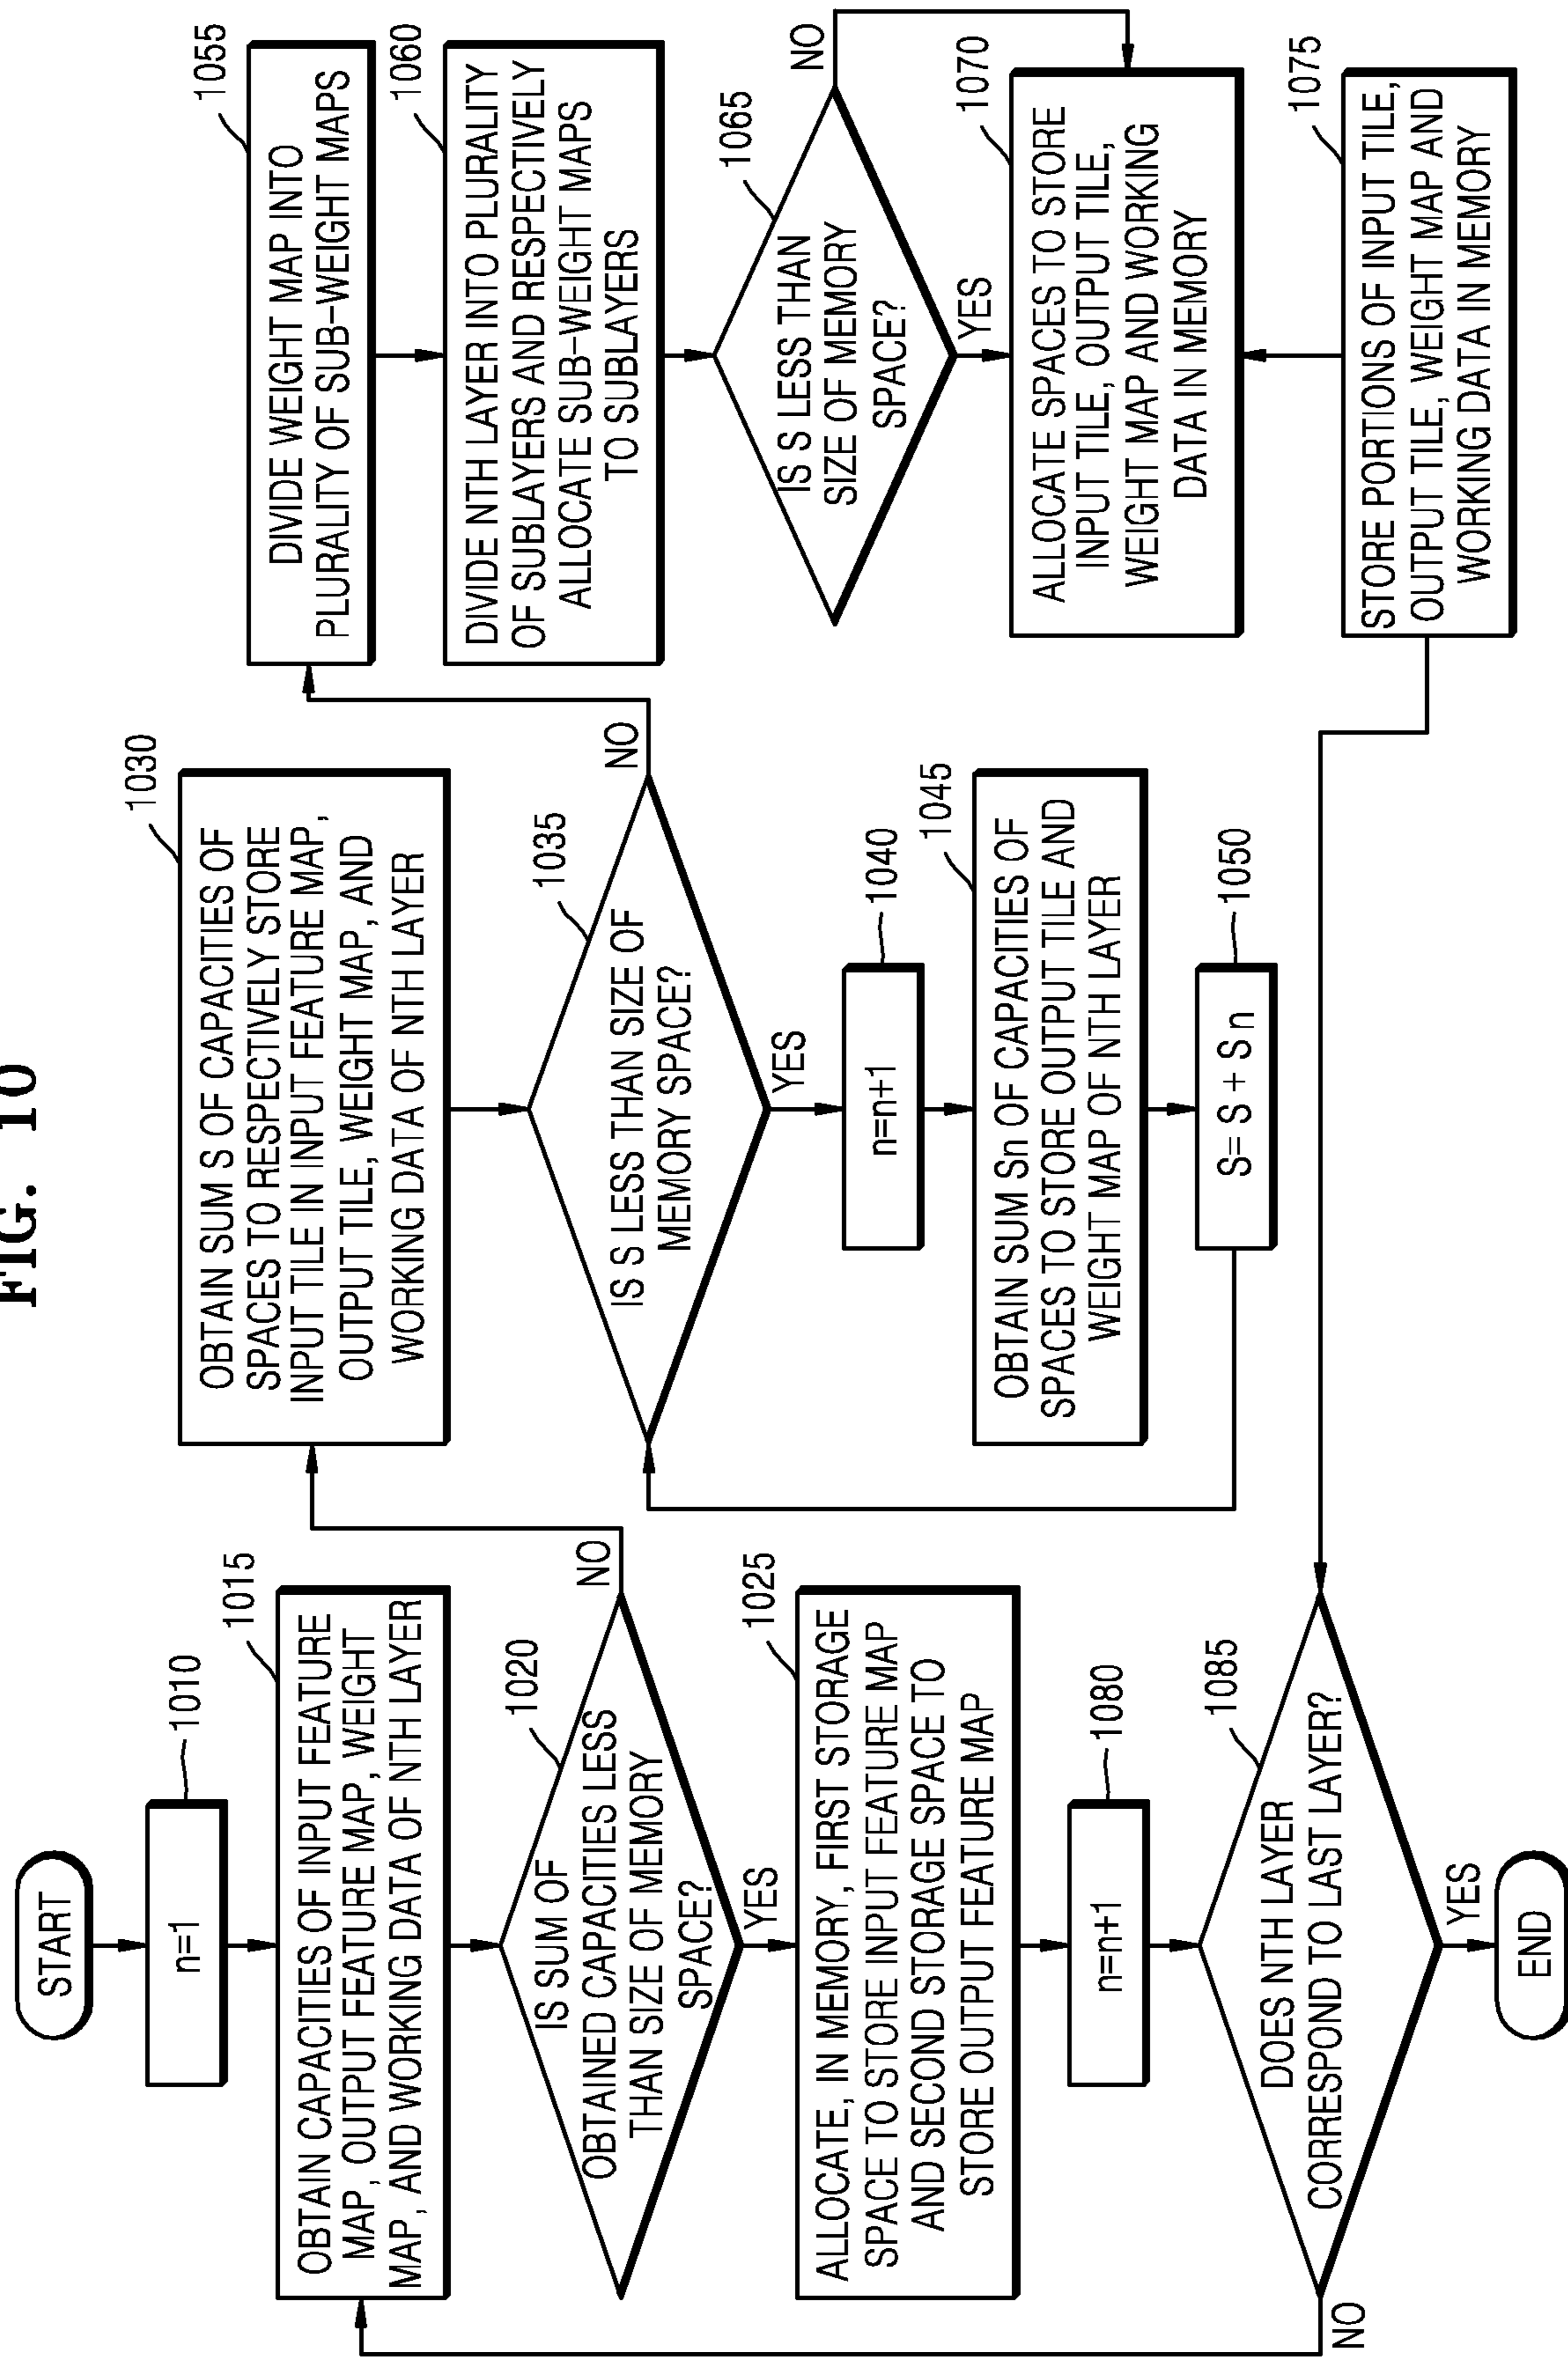 FIG. 10
START
n=1
1010
OBTAIN CAPACITIES OF INPUT FEATURE
MAP, OUTPUT FEATURE MAP, WEIGHT
MAP, AND WORKING DATA OF NTH LAYER
1015
IS SUM OF
OBTAINED CAPACITIES LESS
THAN SIZE OF MEMORY
SPACE?
1020
NO
YES
ALLOCATE, IN MEMORY, FIRST STORAGE
SPACE TO STORE INPUT FEATURE MAP
AND SECOND STORAGE SPACE TO
STORE OUTPUT FEATURE MAP
1025
n=n+1
1080
DOES NTH LAYER
CORRESPOND TO LAST LAYER?
1085
NO
YES
END
OBTAIN SUM S OF CAPACITIES OF
SPACES TO RESPECTIVELY STORE
INPUT TILE IN INPUT FEATURE MAP,
OUTPUT TILE, WEIGHT MAP, AND
WORKING DATA OF NTH LAYER
1030
IS S LESS THAN SIZE OF
MEMORY SPACE?
1035
NO
YES
n=n+1
1040
OBTAIN SUM Sn OF CAPACITIES OF
SPACES TO STORE OUTPUT TILE AND
WEIGHT MAP OF NTH LAYER
1045
S= S + S n
1050
DIVIDE WEIGHT MAP INTO
PLURALITY OF SUB-WEIGHT MAPS
1055
DIVIDE NTH LAYER INTO PLURALITY
OF SUBLAYERS AND RESPECTIVELY
ALLOCATE SUB-WEIGHT MAPS
TO SUBLAYERS
1060
IS S LESS THAN
SIZE OF MEMORY
SPACE?
1065
NO
YES
ALLOCATE SPACES TO STORE
INPUT TILE, OUTPUT TILE,
WEIGHT MAP AND WORKING
DATA IN MEMORY
1070
STORE PORTIONS OF INPUT TILE,
OUTPUT TILE, WEIGHT MAP AND
WORKING DATA IN MEMORY
1075